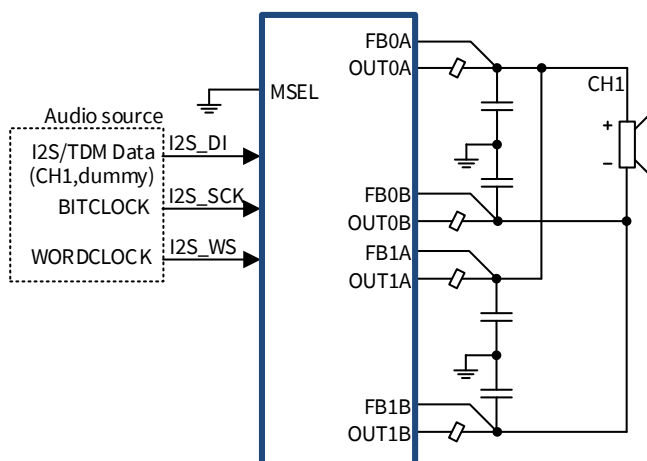 FB0A
OUT0A
CH1
MSEL
Audio source
I2S/TDM Data
(CH1,dummy)
I2S_DI
+
−
BITCLOCK
I2S_SCK
FB0B
OUT0B
WORDCLOCK
I2S_WS
FB1A
OUT1A
FB1B
OUT1B